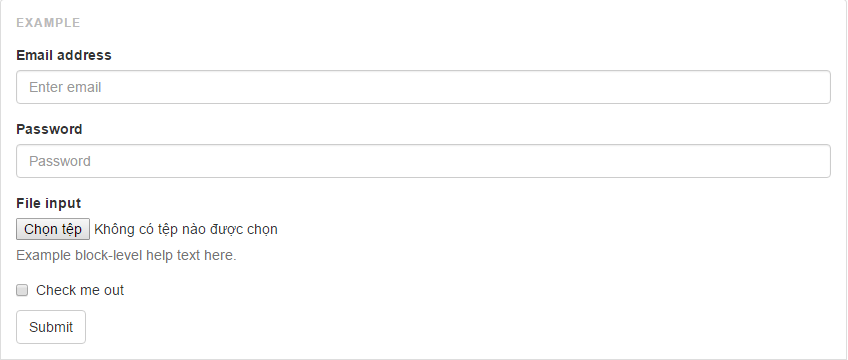 EXAMPLE
Email address
Enter email
Password
Password
File input
Chọn tệp Không có tệp nào được chọn
Example block-level help text here.
Check me out
Submit